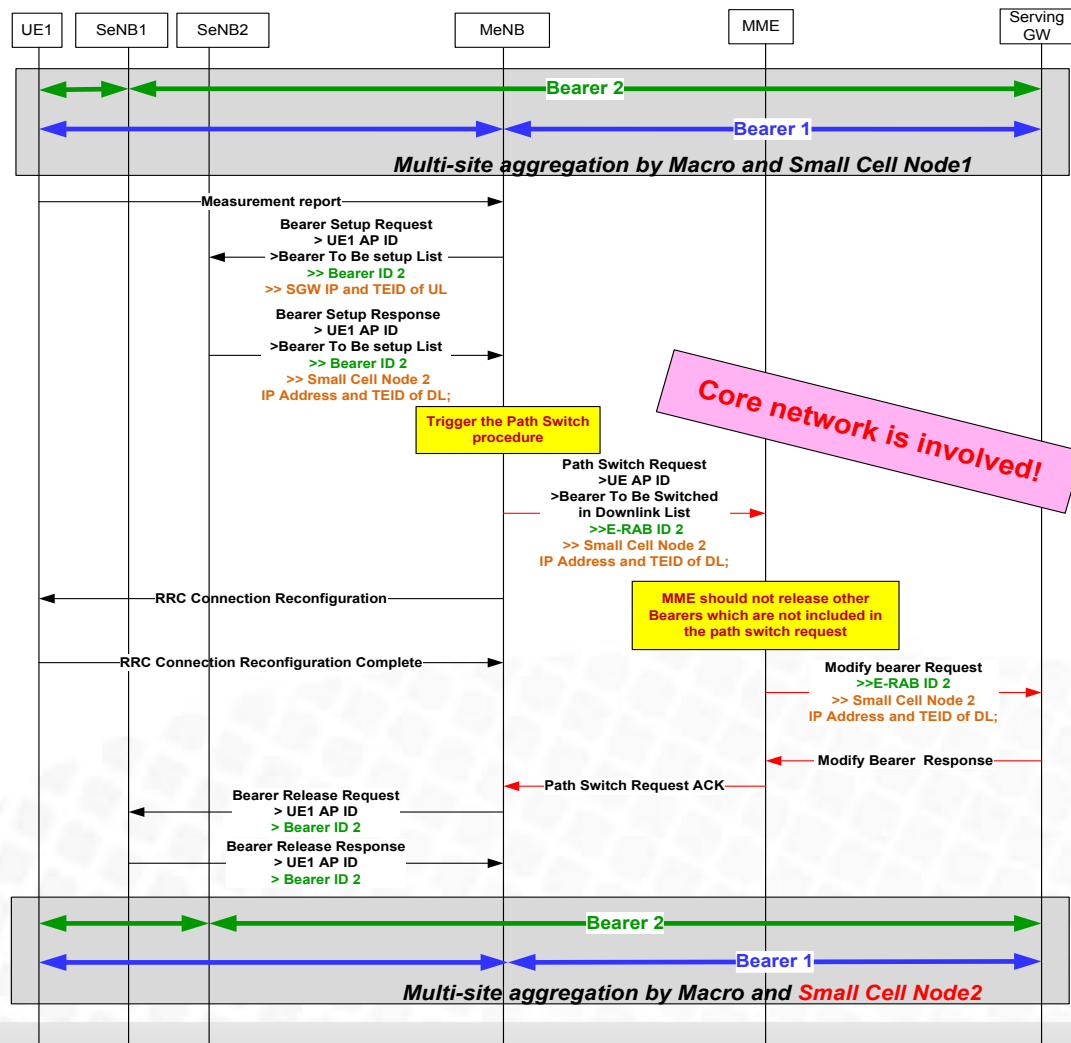 UE1
SeNB1
SeNB2
MeNB
MME
Serving
GW
Bearer 2
Bearer 1
Multi-site aggregation by Macro and Small Cell Node1
Measurement report
Bearer Setup Request
> UE1 AP ID
>Bearer To Be setup List
>> Bearer ID 2
>> SGW IP and TEID of UL
Bearer Setup Response
> UE1 AP ID
>Bearer To Be setup List
>> Bearer ID 2
>> Small Cell Node 2
IP Address and TEID of DL;
Core network is involved!
Trigger the Path Switch
procedure
Path Switch Request
>UE AP ID
>Bearer To Be Switched
in Downlink List
>>E-RAB ID 2
>> Small Cell Node 2
IP Address and TEID of DL;
RRC Connection Reconfiguration
MME should not release other
Bearers which are not included in
the path switch request
RRC Connection Reconfiguration Complete
Modify bearer Request
>>E-RAB ID 2
>> Small Cell Node 2
IP Address and TEID of DL;
Modify Bearer  Response
Path Switch Request ACK
Bearer Release Request
> UE1 AP ID
> Bearer ID 2
Bearer Release Response
> UE1 AP ID
> Bearer ID 2
Bearer 2
Bearer 1
Multi-site aggregation by Macro and Small Cell Node2